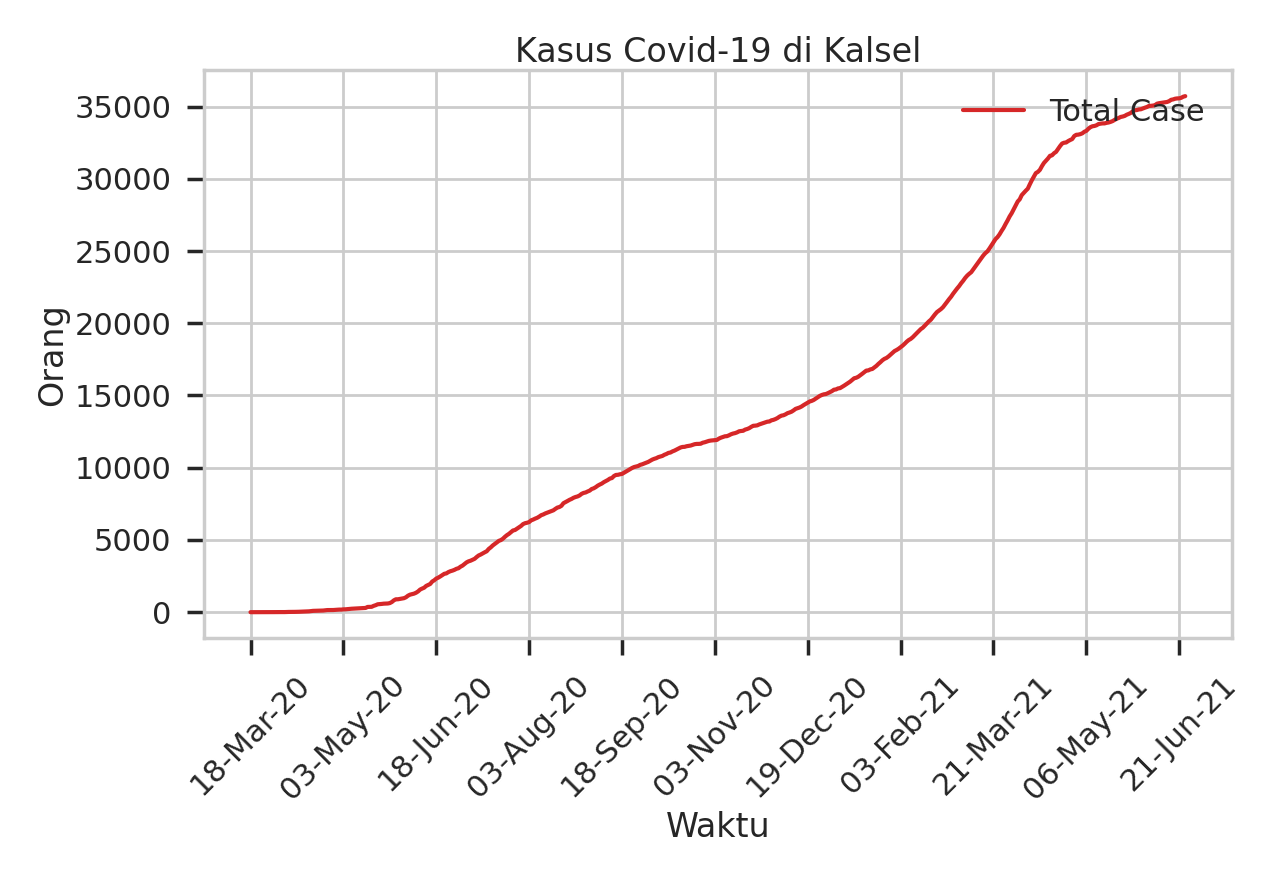 Kasus Covid-19 di Kalsel
Total Case
35000
30000
25000
20000
15000
10000
5000
0
Orang
18-Mar-20
03-May-20
18-Jun-20
03-Aug-20
18-Sep-20
03-Nov-20
19-Dec-20
03-Feb-21
21-Mar-21
06-May-21
21-Jun-21
Waktu